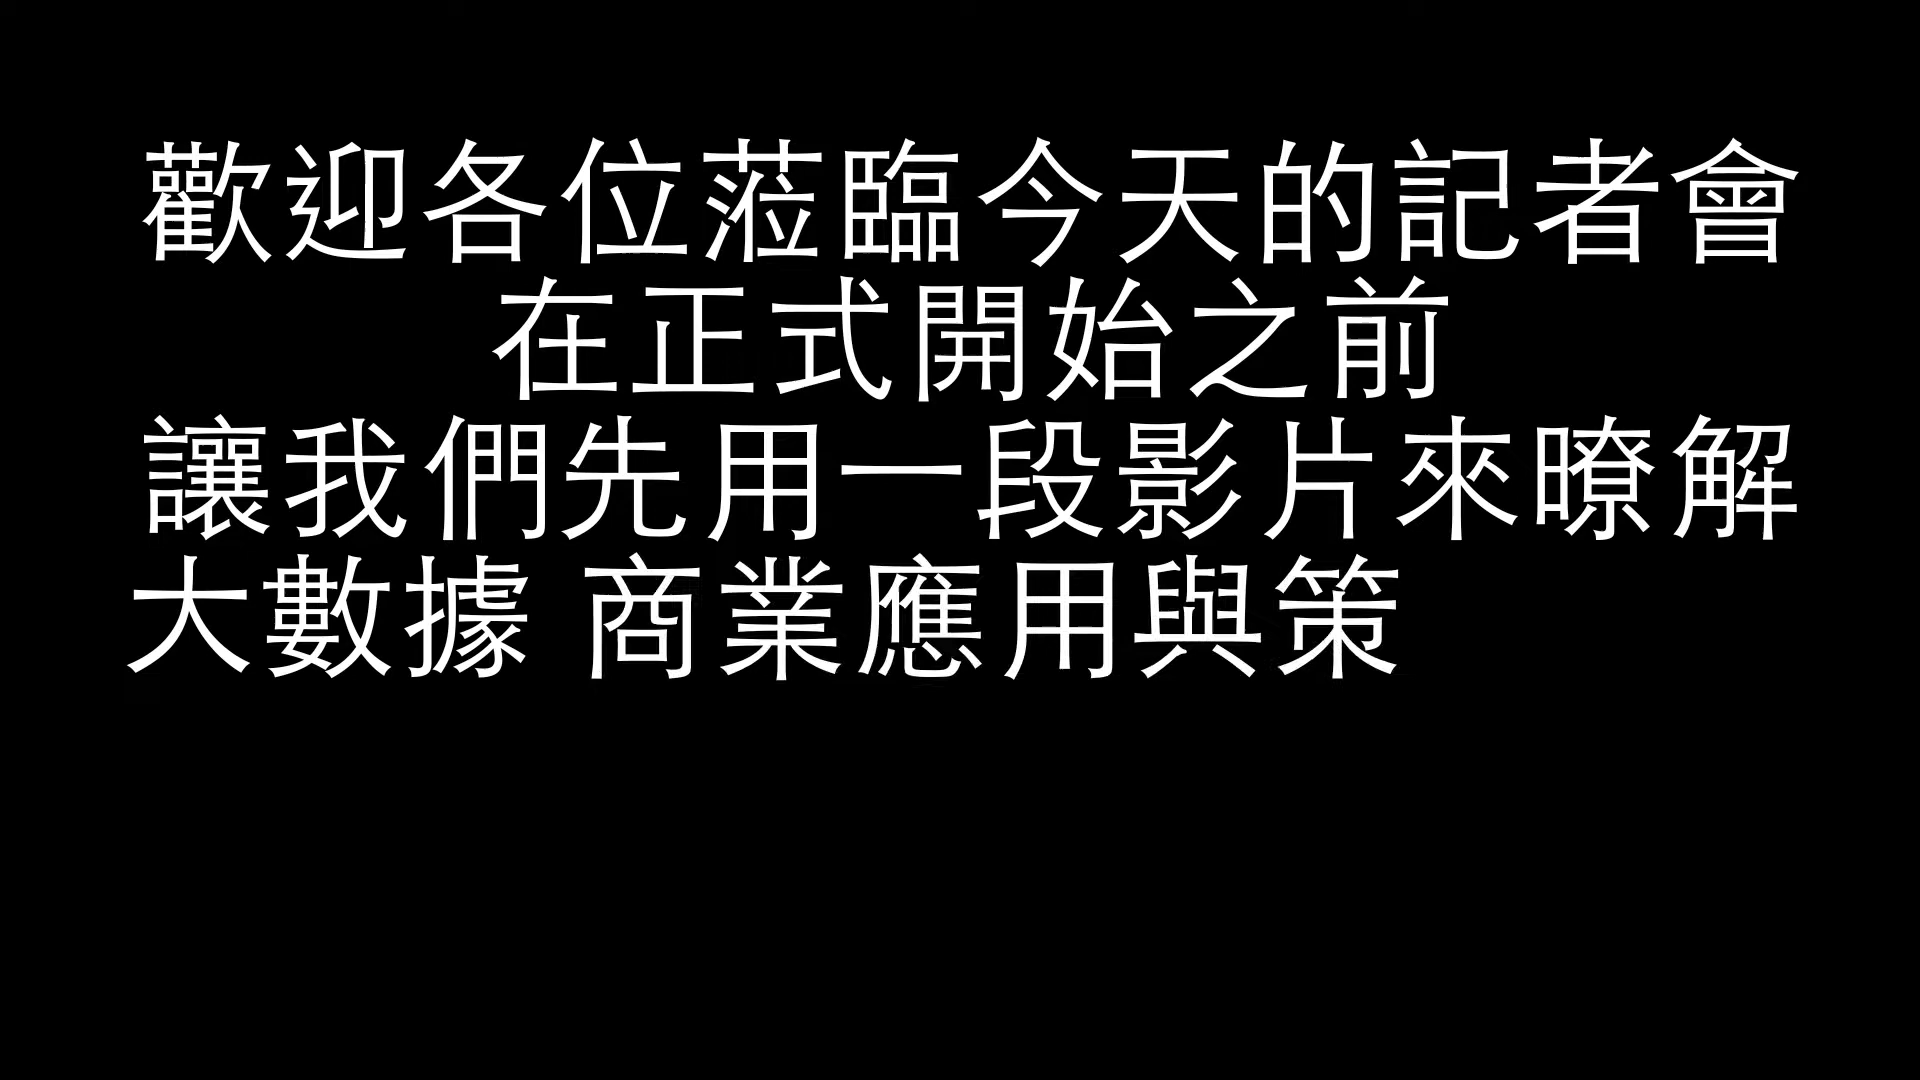 歡迎各位蒞臨今天的記者會
在正式開始之前
讓我們先用一段影片來暸解
大數據 商業應用與策